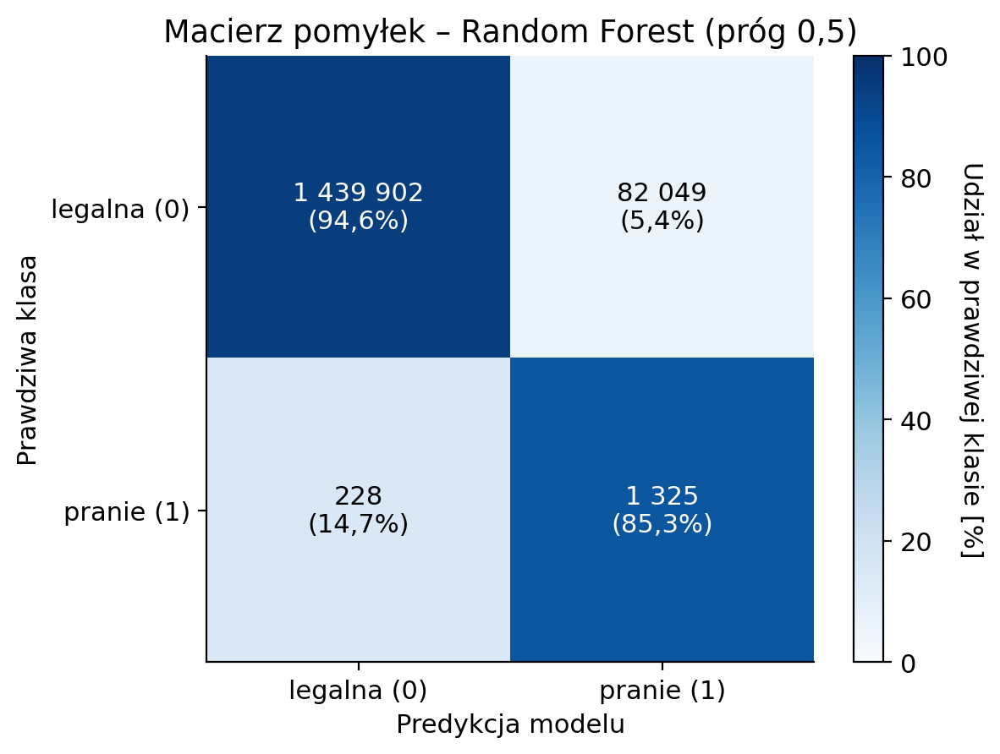 Macierz pomyłek – Random Forest (próg 0,5)
Prawdziwa klasa
legalna (0)
pranie (1)
1 439 902
(94,6%)
82 049
(5,4%)
228
(14,7%)
1 325
(85,3%)
legalna (0)
pranie (1)
Predykcja modelu
100
80
60
40
20
0
Udział w prawdziwej klasie [%]